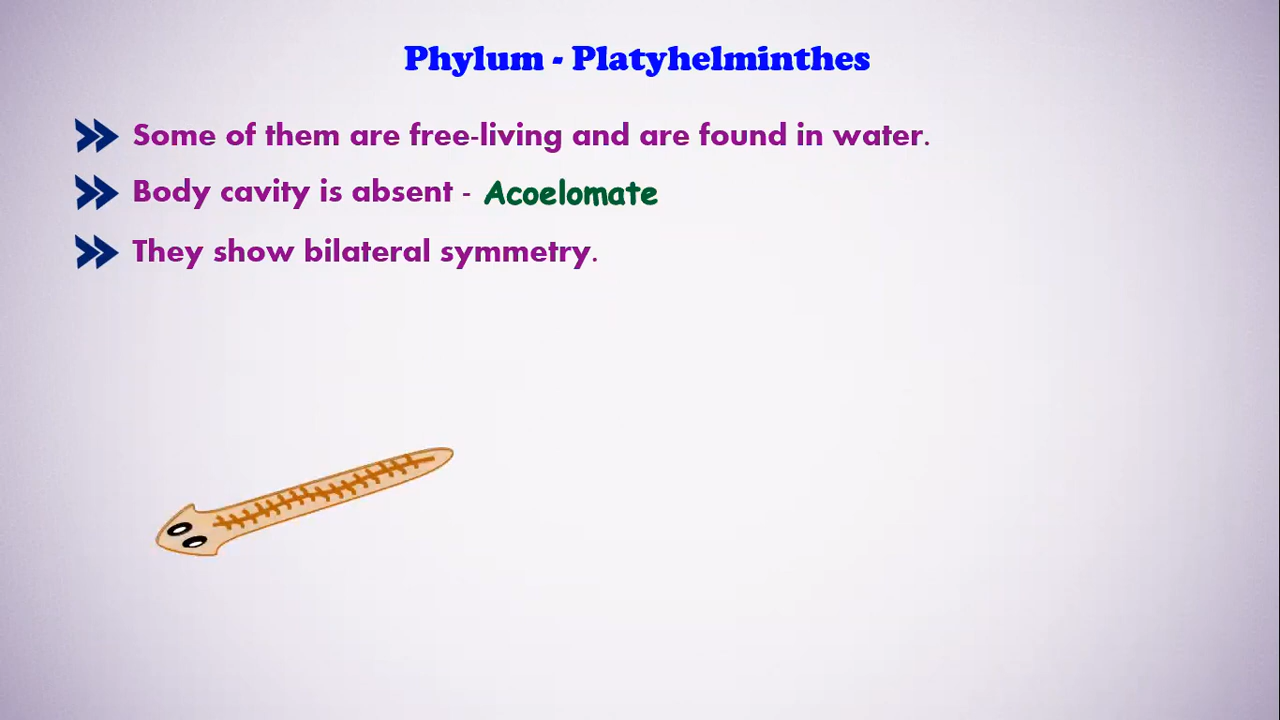 Phylum - Platyhelminthes
Some of them are free-living and are found in water.
Body cavity is absent - Acoelomate
They show bilateral symmetry.